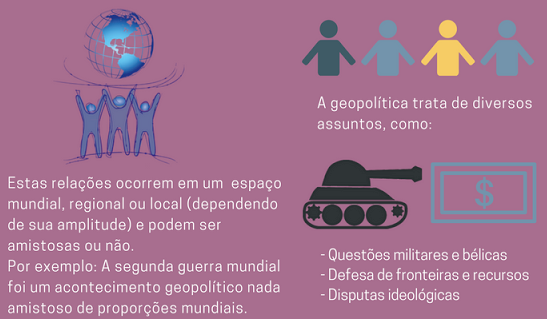 Estas relações ocorrem em um espaço
mundial, regional ou local (dependendo
de sua amplitude) e podem ser
amistosas ou não.
Por exemplo: A segunda guerra mundial
foi um acontecimento geopolítico nada
amistoso de proporções mundiais.
A geopolítica trata de diversos
assuntos, como:
$
- Questões militares e bélicas
- Defesa de fronteiras e recursos
- Disputas ideológicas